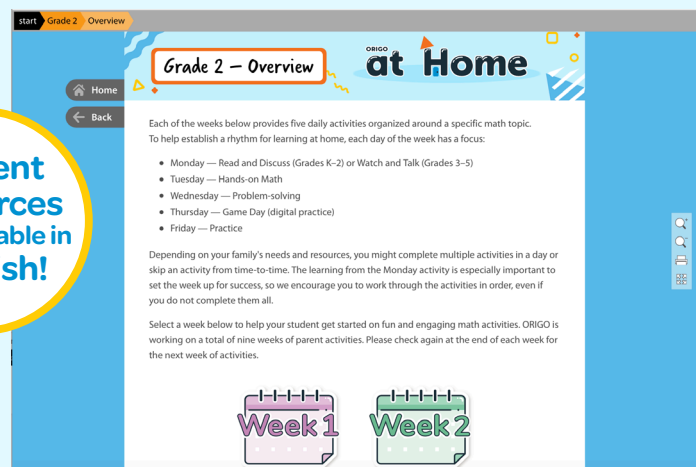 start Grade 2 Overview
ORIGO
at Home
Grade 2 – Overview
Home
Back
Each of the weeks below provides five daily activities organized around a specific math topic.
To help establish a rhythm for learning at home, each day of the week has a focus:
• Monday — Read and Discuss (Grades K–2) or Watch and Talk (Grades 3–5)
• Tuesday — Hands-on Math
• Wednesday — Problem-solving
• Thursday — Game Day (digital practice)
• Friday — Practice
ent
rces
able in
sh!
Depending on your family's needs and resources, you might complete multiple activities in a day or
skip an activity from time-to-time. The learning from the Monday activity is especially important to
set the week up for success, so we encourage you to work through the activities in order, even if
you do not complete them all.
Select a week below to help your student get started on fun and engaging math activities. ORIGO is
working on a total of nine weeks of parent activities. Please check again at the end of each week for
the next week of activities.
Week 1
Week 2